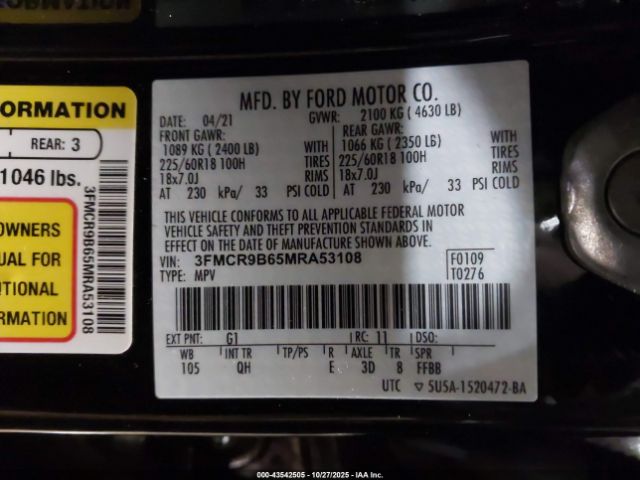 ORMATION
REAR: 3
1046 lbs.
3FMCR9B65MRA53108
OWNERS
UAL FOR
UTIONAL
FORMATION
MFD. BY FORD MOTOR CO.
DATE: 04/21 GVWR: 2100 KG ( 4630 LB)
FRONT GAWR: REAR GAWR:
1089 KG ( 2400 LB) WITH 1066 KG ( 2350 LB) WITH
225/60R18 100H TIRES 225/60R18 100H TIRES
18x7.0J RIMS 18x7.0J RIMS
AT 230 kPa/ 33 PSI COLD AT 230 kPa/ 33 PSI COLD
THIS VEHICLE CONFORMS TO ALL APPLICABLE FEDERAL MOTOR
VEHICLE SAFETY AND THEFT PREVENTION STANDARDS IN
EFFECT ON THE DATE OF MANUFACTURE SHOWN ABOVE.
VIN: 3FMCR9B65MRA53108 F0109
TYPE: MPV T0276
EXT PNT: G1 RC: 11 DSO:
WB INT TR TP/PS R AXLE TR SPR
105 QH E 3D 8 FFBB
UTC ▽ 5U5A-1520472-BA
000-43542505 | 10/27/2025 | IAA Inc.